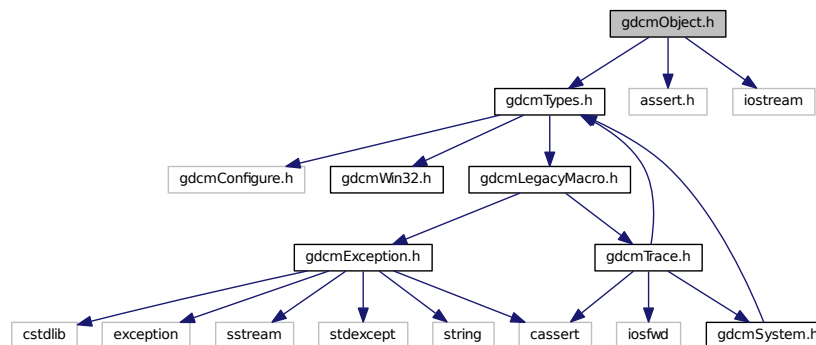 gdcmObject.h
gdcmTypes.h
assert.h
iostream
gdcmConfigure.h
gdcmWin32.h
gdcmLegacyMacro.h
gdcmException.h
gdcmTrace.h
cstdlib
exception
sstream
stdexcept
string
cassert
iosfwd
gdcmSystem.h